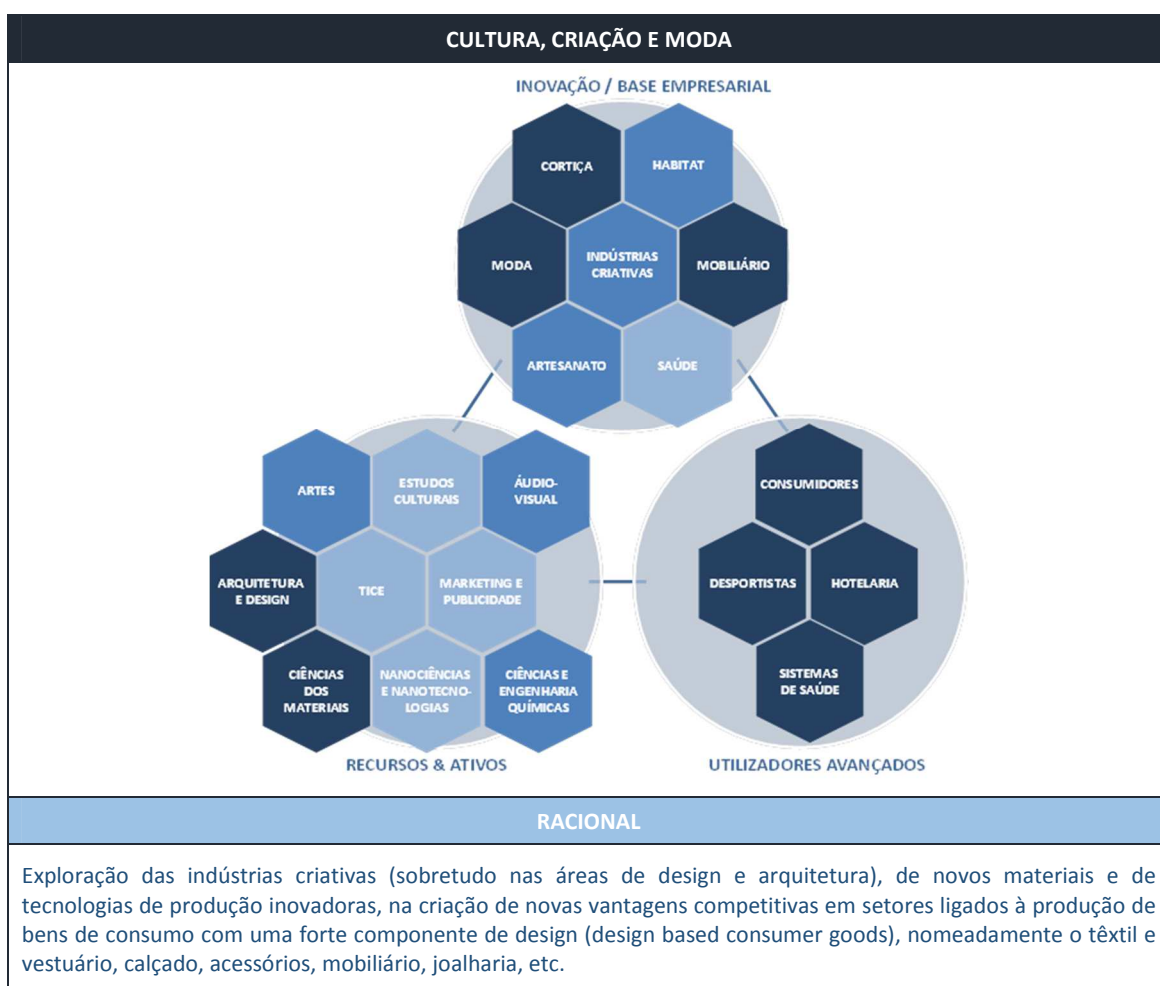 CULTURA, CRIAÇÃO E MODA
INOVAÇÃO / BASE EMPRESARIAL
CORTIÇA
HABITAT
MODA
INDÚSTRIAS
CRIATIVAS
MOBILIÁRIO
ARTESANATO
SAÚDE
ARTES
ESTUDOS
CULTURAIS
ÁUDIO-
VISUAL
ARQUITETURA
E DESIGN
TICE
MARKETING E
PUBLICIDADE
CIÊNCIAS
DOS
MATERIAIS
NANOCIÊNCIAS
E NANOTECNO-
LOGIAS
CIÊNCIAS E
ENGENHARIA
QUÍMICAS
RECURSOS & ATIVOS
CONSUMIDORES
DESPORTISTAS
HOTELARIA
SISTEMAS
DE SAÚDE
UTILIZADORES AVANÇADOS
RACIONAL
Exploração das indústrias criativas (sobretudo nas áreas de design e arquitetura), de novos materiais e de
tecnologias de produção inovadoras, na criação de novas vantagens competitivas em setores ligados à produção de
bens de consumo com uma forte componente de design (design based consumer goods), nomeadamente o têxtil e
vestuário, calçado, acessórios, mobiliário, joalharia, etc.